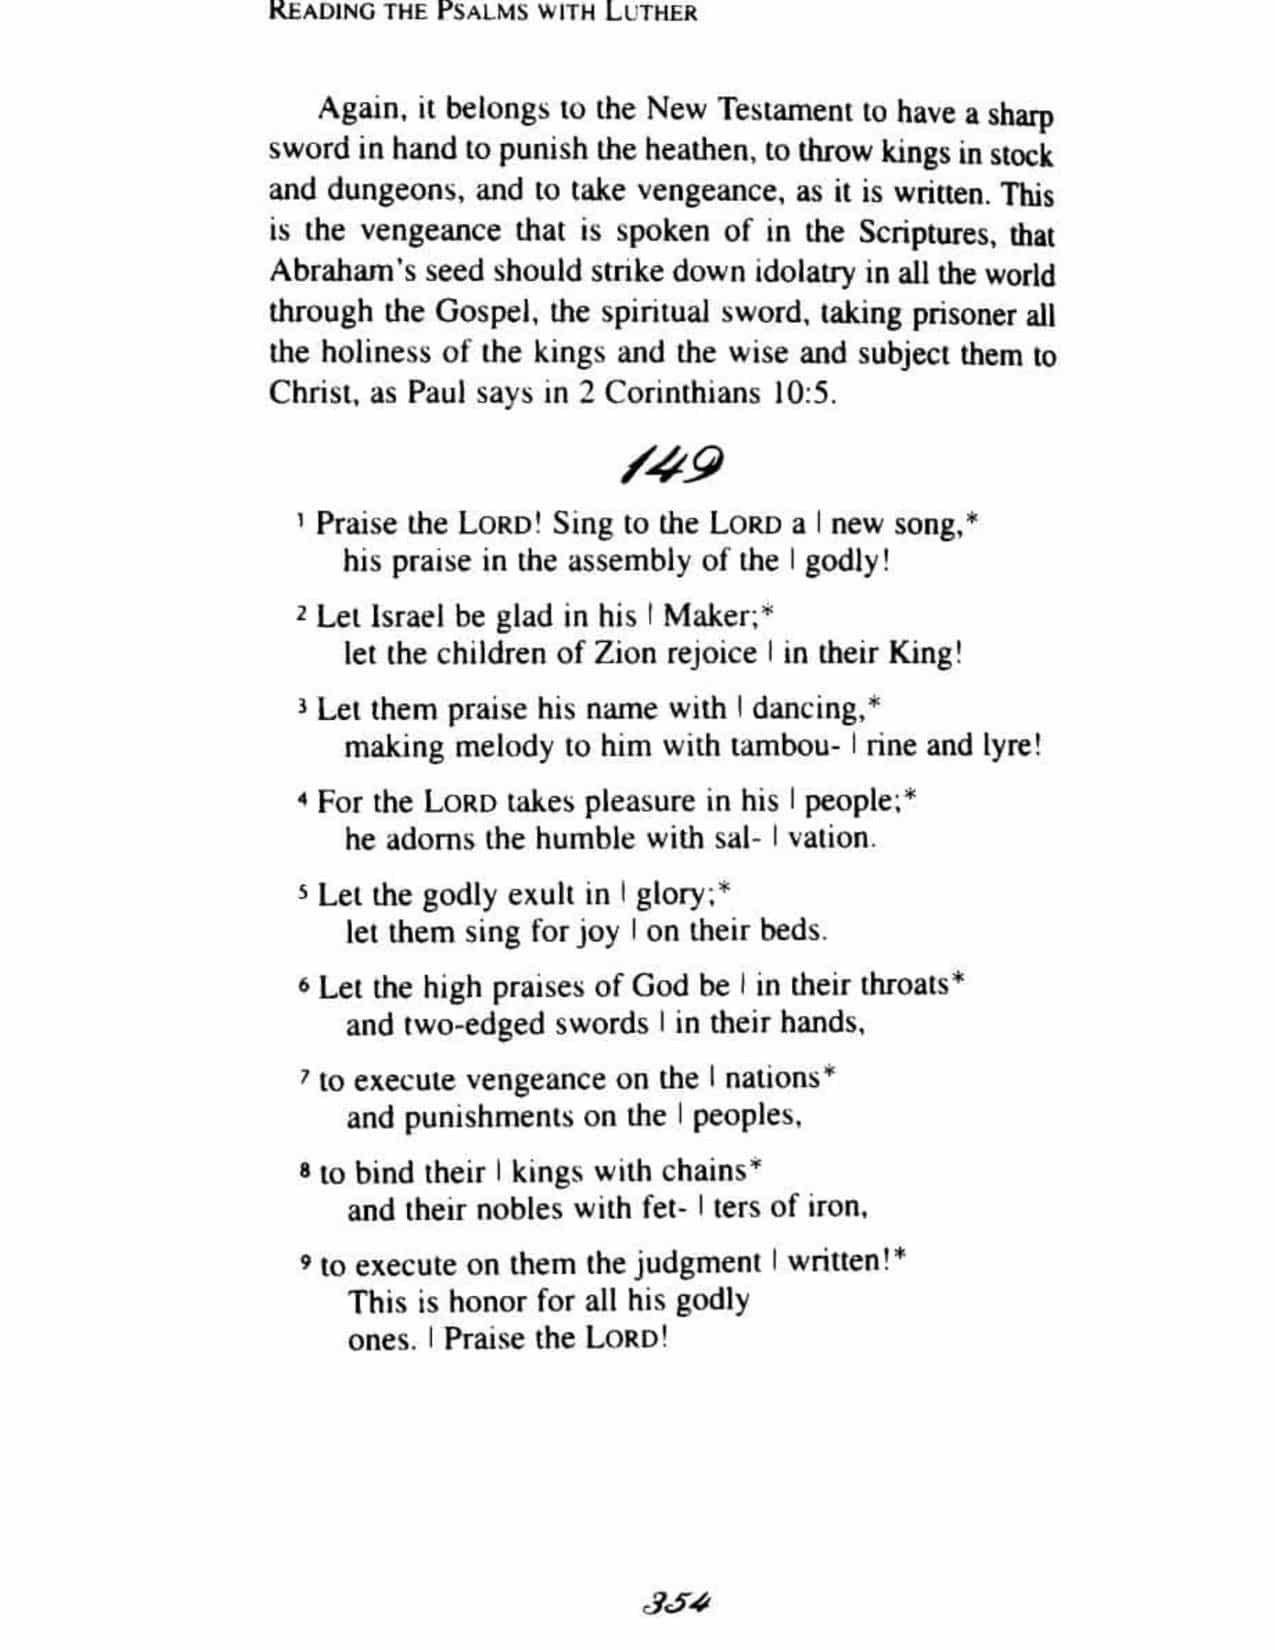 READING THE PSALMS WITH LUTHER
Again, it belongs to the New Testament to have a sharp
sword in hand to punish the heathen, to throw kings in stock
and dungeons, and to take vengeance, as it is written. This
is the vengeance that is spoken of in the Scriptures, that
Abraham's seed should strike down idolatry in all the world
through the Gospel, the spiritual sword, taking prisoner all
the holiness of the kings and the wise and subject them to
Christ, as Paul says in 2 Corinthians 10:5.
149
1 Praise the LORD! Sing to the LORD a | new song,*
his praise in the assembly of the | godly!
2 Let Israel be glad in his | Maker;*
let the children of Zion rejoice | in their King!
3 Let them praise his name with | dancing,*
making melody to him with tambou- | rine and lyre!
4 For the LORD takes pleasure in his | people;*
he adorns the humble with sal- | vation.
5 Let the godly exult in | glory;*
let them sing for joy | on their beds.
6 Let the high praises of God be | in their throats*
and two-edged swords | in their hands,
7 to execute vengeance on the | nations*
and punishments on the | peoples,
8 to bind their | kings with chains*
and their nobles with fet- | ters of iron,
9 to execute on them the judgment | written!*
This is honor for all his godly
ones. | Praise the LORD!
354